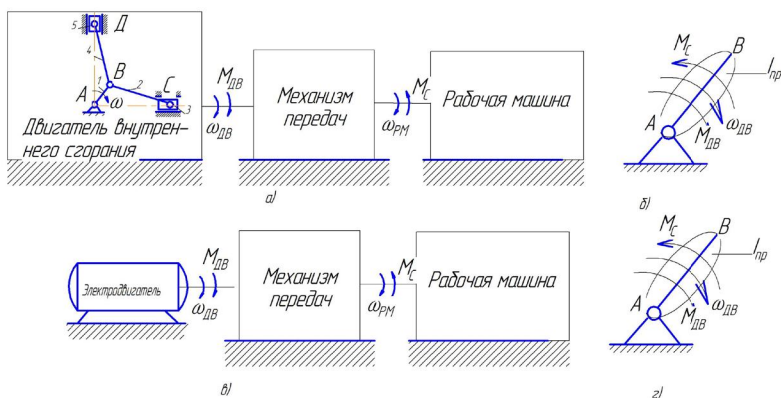 5
Д
4
1
B
2
C
A
ω
3
Двигатель внутрен-
него сгорания
M_ДВ
ω_ДВ
Механизм
передач
M_C
ω_РМ
Рабочая машина
а)
M_C
B
I_пр
A
M_ДВ
ω_ДВ
б)
Электродвигатель
M_ДВ
ω_ДВ
Механизм
передач
M_C
ω_РМ
Рабочая машина
в)
M_C
B
I_пр
A
M_ДВ
ω_ДВ
г)